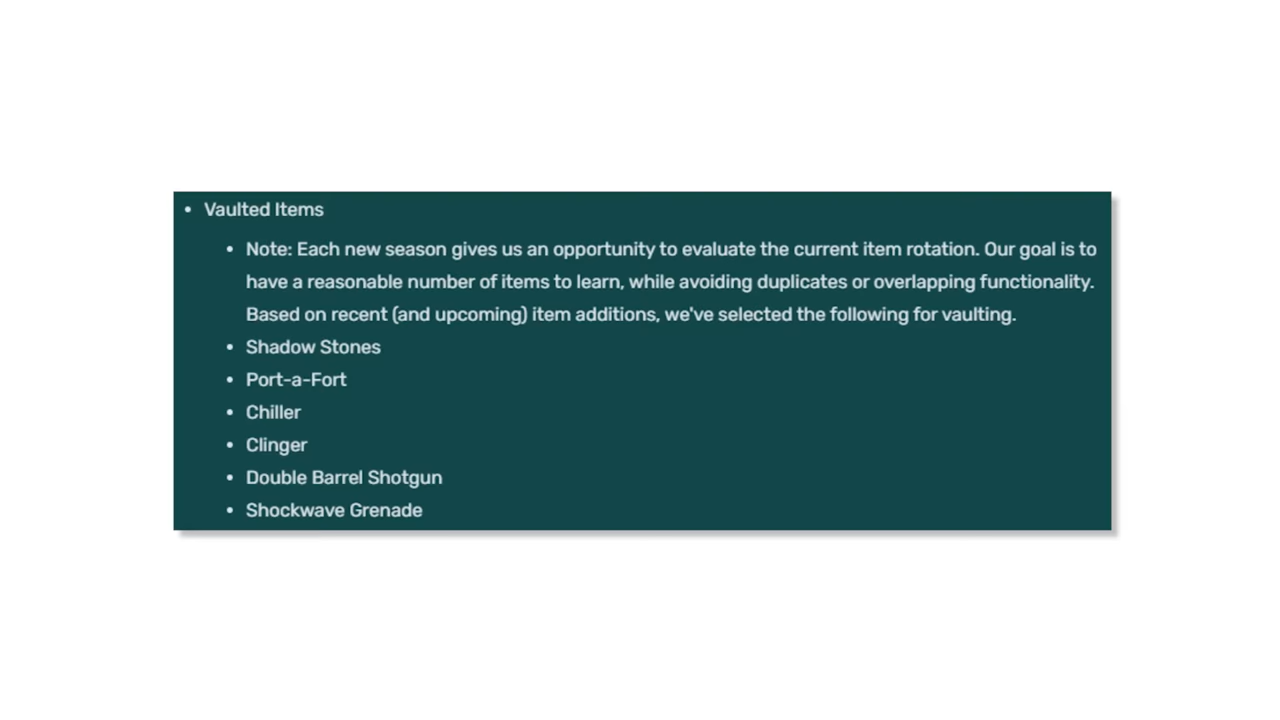 • Vaulted Items
• Note: Each new season gives us an opportunity to evaluate the current item rotation. Our goal is to
have a reasonable number of items to learn, while avoiding duplicates or overlapping functionality.
Based on recent (and upcoming) item additions, we've selected the following for vaulting.
• Shadow Stones
• Port-a-Fort
• Chiller
• Clinger
• Double Barrel Shotgun
• Shockwave Grenade